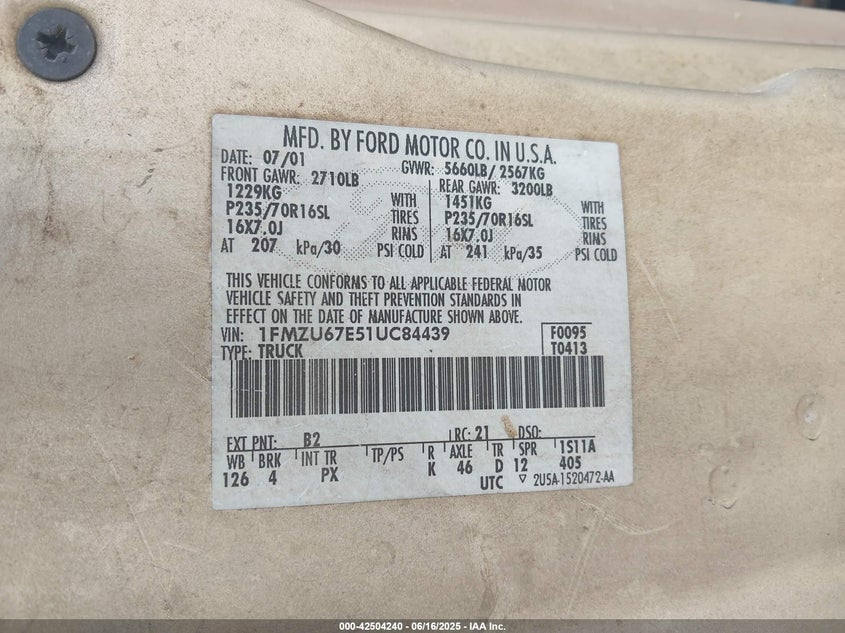 MFD. BY FORD MOTOR CO. IN U.S.A.
DATE: 07/01 GVWR: 5660LB/ 2567KG
FRONT GAWR: 2710LB REAR GAWR: 3200LB
1229KG WITH 1451KG WITH
P235/70R16SL TIRES P235/70R16SL TIRES
16X7.0J RIMS 16X7.0J RIMS
AT 207 kPa/30 PSI COLD AT 241 kPa/35 PSI COLD
THIS VEHICLE CONFORMS TO ALL APPLICABLE FEDERAL MOTOR
VEHICLE SAFETY AND THEFT PREVENTION STANDARDS IN
EFFECT ON THE DATE OF MANUFACTURE SHOWN ABOVE.
VIN: 1FMZU67E51UC84439 F0095
TYPE: TRUCK T0413
EXT PNT: B2 RC: 21 DSO:
WB BRK INT TR TP/PS R AXLE TR SPR 1S11A
126 4 PX K 46 D 12 405
UTC ▽ 2U5A-1520472-AA
000-42504240 - 06/16/2025 - IAA Inc.